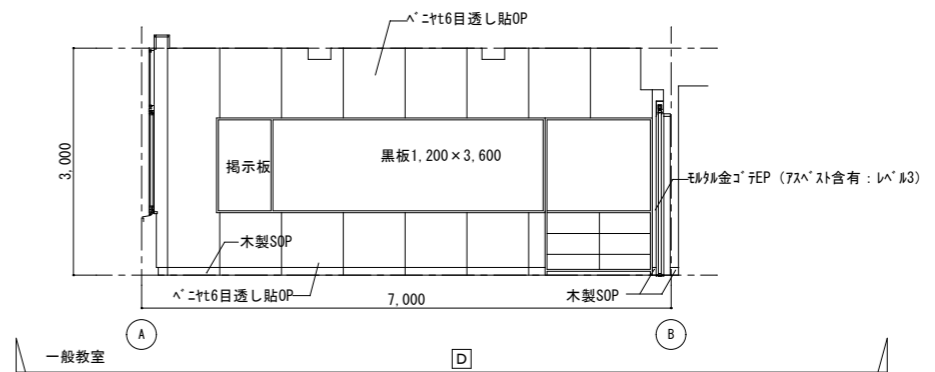 ﾍﾞﾆﾔt6目透し貼OP
3,000
掲示板
黒板1,200×3,600
ﾓﾙﾀﾙ金ｺﾞﾃEP（ｱｽﾍﾞｽﾄ含有：ﾚﾍﾞﾙ3）
木製SOP
ﾍﾞﾆﾔt6目透し貼OP
7,000
木製SOP
A
B
一般教室
D